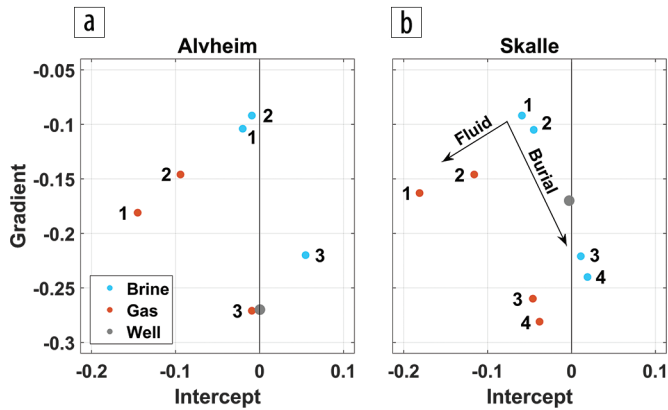 a
Alvheim
-0.05
-0.1
-0.15
-0.2
-0.25
-0.3
Gradient
2
1
2
1
3
3
Brine
Gas
Well
-0.2
-0.1
0
0.1
Intercept
b
Skalle
1
2
Fluid
Burial
2
1
3
4
3
4
-0.2
-0.1
0
0.1
Intercept